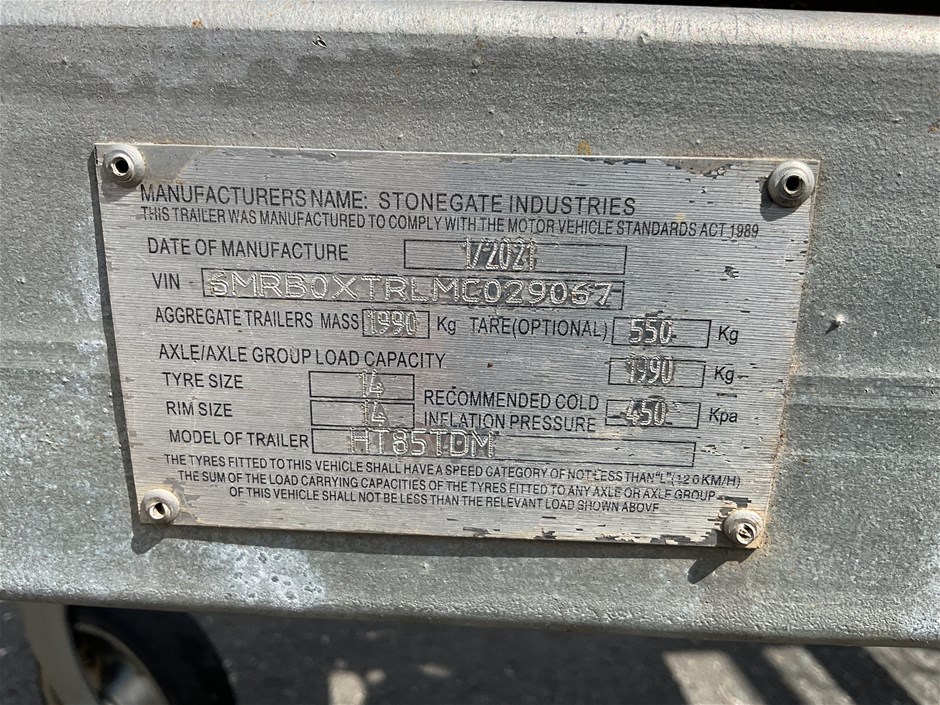 MANUFACTURERS NAME: STONEGATE INDUSTRIES
THIS TRAILER WAS MANUFACTURED TO COMPLY WITH THE MOTOR VEHICLE STANDARDS ACT 1989
DATE OF MANUFACTURE 1/2021
VIN 6MRB0XTRLMC029067
AGGREGATE TRAILERS MASS 1990 Kg TARE(OPTIONAL) 550 Kg
AXLE/AXLE GROUP LOAD CAPACITY 1990 Kg
TYRE SIZE 14
RIM SIZE 14
RECOMMENDED COLD
INFLATION PRESSURE 450 Kpa
MODEL OF TRAILER HT85TDM
THE TYRES FITTED TO THIS VEHICLE SHALL HAVE A SPEED CATEGORY OF NOT LESS THAN "L" (120KM/H)
THE SUM OF THE LOAD CARRYING CAPACITIES OF THE TYRES FITTED TO ANY AXLE OR AXLE GROUP
OF THIS VEHICLE SHALL NOT BE LESS THAN THE RELEVANT LOAD SHOWN ABOVE